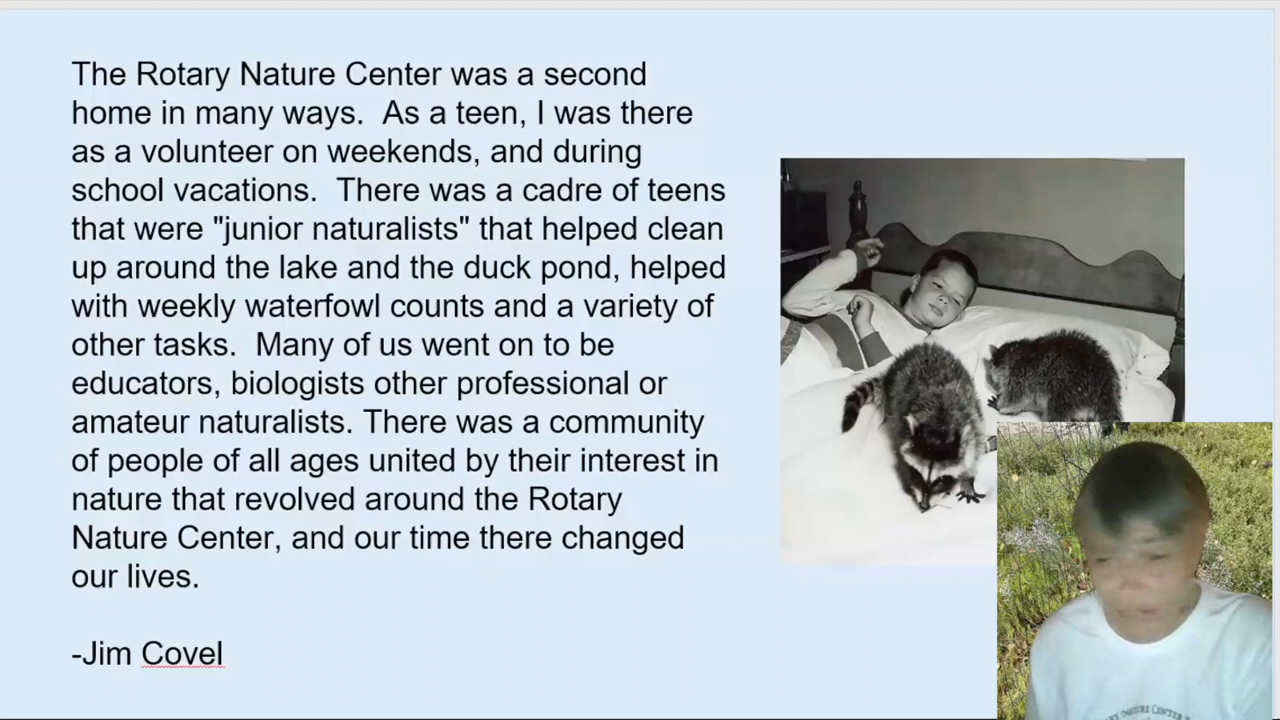 The Rotary Nature Center was a second
home in many ways.  As a teen, I was there
as a volunteer on weekends, and during
school vacations.  There was a cadre of teens
that were "junior naturalists" that helped clean
up around the lake and the duck pond, helped
with weekly waterfowl counts and a variety of
other tasks.  Many of us went on to be
educators, biologists other professional or
amateur naturalists. There was a community
of people of all ages united by their interest in
nature that revolved around the Rotary
Nature Center, and our time there changed
our lives.
-Jim Covel
NATURE CENTER